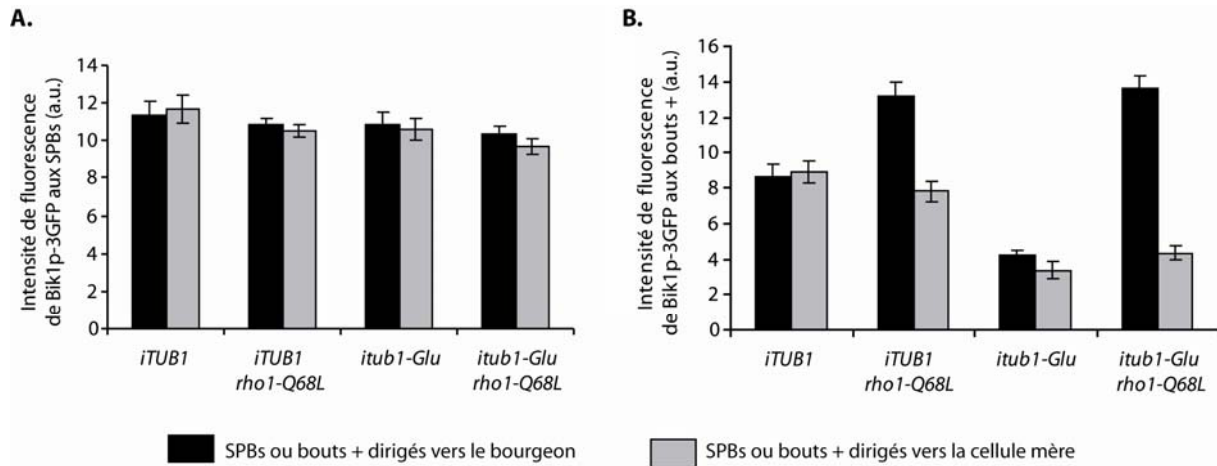 A.
Intensité de fluorescence
de Bik1p-3GFP aux SPBs (a.u.)
14
12
10
8
6
4
2
0
iTUB1
iTUB1
rho1-Q68L
itub1-Glu
itub1-Glu
rho1-Q68L
B.
Intensité de fluorescence
de Bik1p-3GFP aux bouts + (a.u.)
16
14
12
10
8
6
4
2
0
iTUB1
iTUB1
rho1-Q68L
itub1-Glu
itub1-Glu
rho1-Q68L
SPBs ou bouts + dirigés vers le bourgeon
SPBs ou bouts + dirigés vers la cellule mère